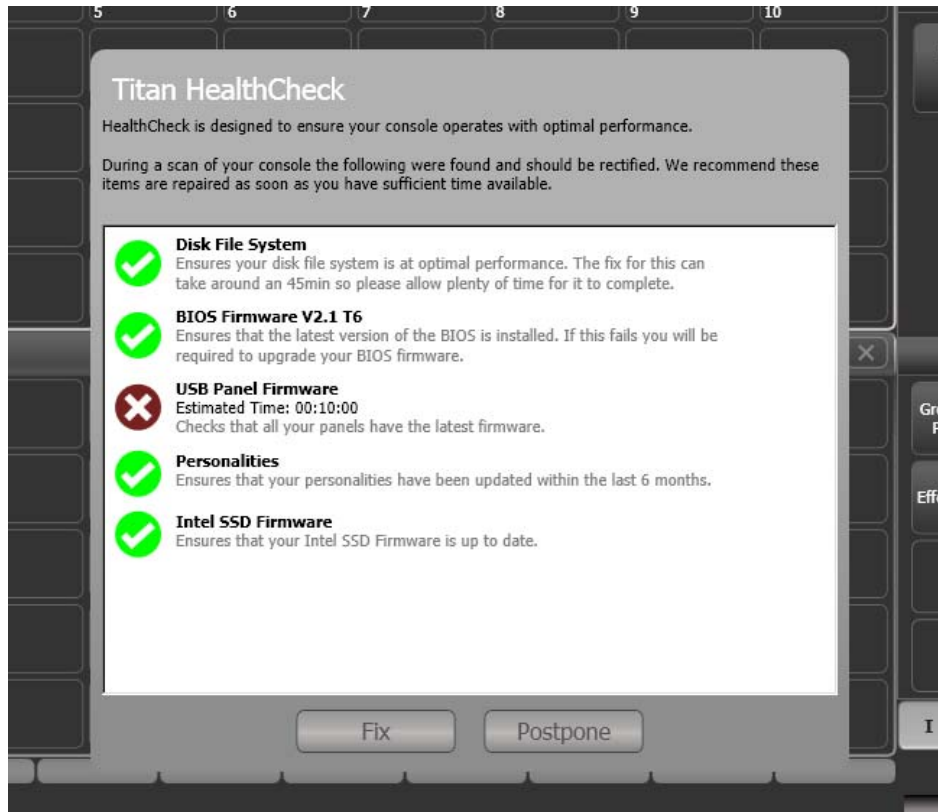 5 6 7 8 9 10
Titan HealthCheck
HealthCheck is designed to ensure your console operates with optimal performance.
During a scan of your console the following were found and should be rectified. We recommend these
items are repaired as soon as you have sufficient time available.
Disk File System
Ensures your disk file system is at optimal performance. The fix for this can
take around an 45min so please allow plenty of time for it to complete.
BIOS Firmware V2.1 T6
Ensures that the latest version of the BIOS is installed. If this fails you will be
required to upgrade your BIOS firmware.
USB Panel Firmware
Estimated Time: 00:10:00
Checks that all your panels have the latest firmware.
Personalities
Ensures that your personalities have been updated within the last 6 months.
Intel SSD Firmware
Ensures that your Intel SSD Firmware is up to date.
Fix
Postpone
I